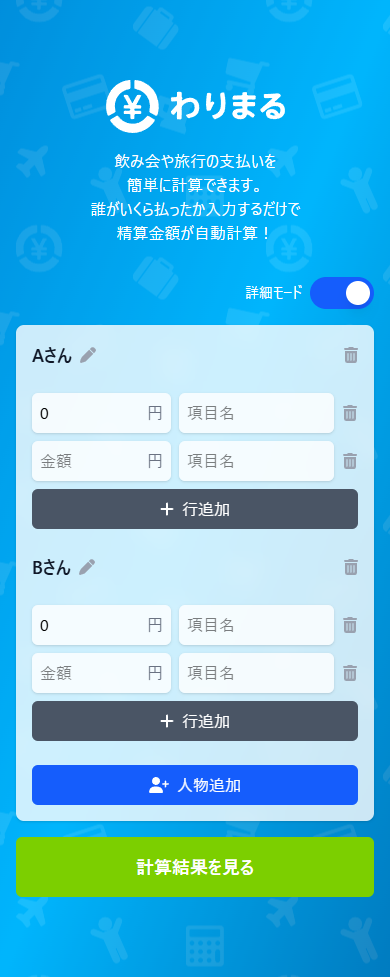 わりまる
飲み会や旅行の支払いを
簡単に計算できます。
誰がいくら払ったか入力するだけで
精算金額が自動計算！
詳細モード
Aさん
0 円 項目名
金額 円 項目名
行追加
Bさん
0 円 項目名
金額 円 項目名
行追加
人物追加
計算結果を見る